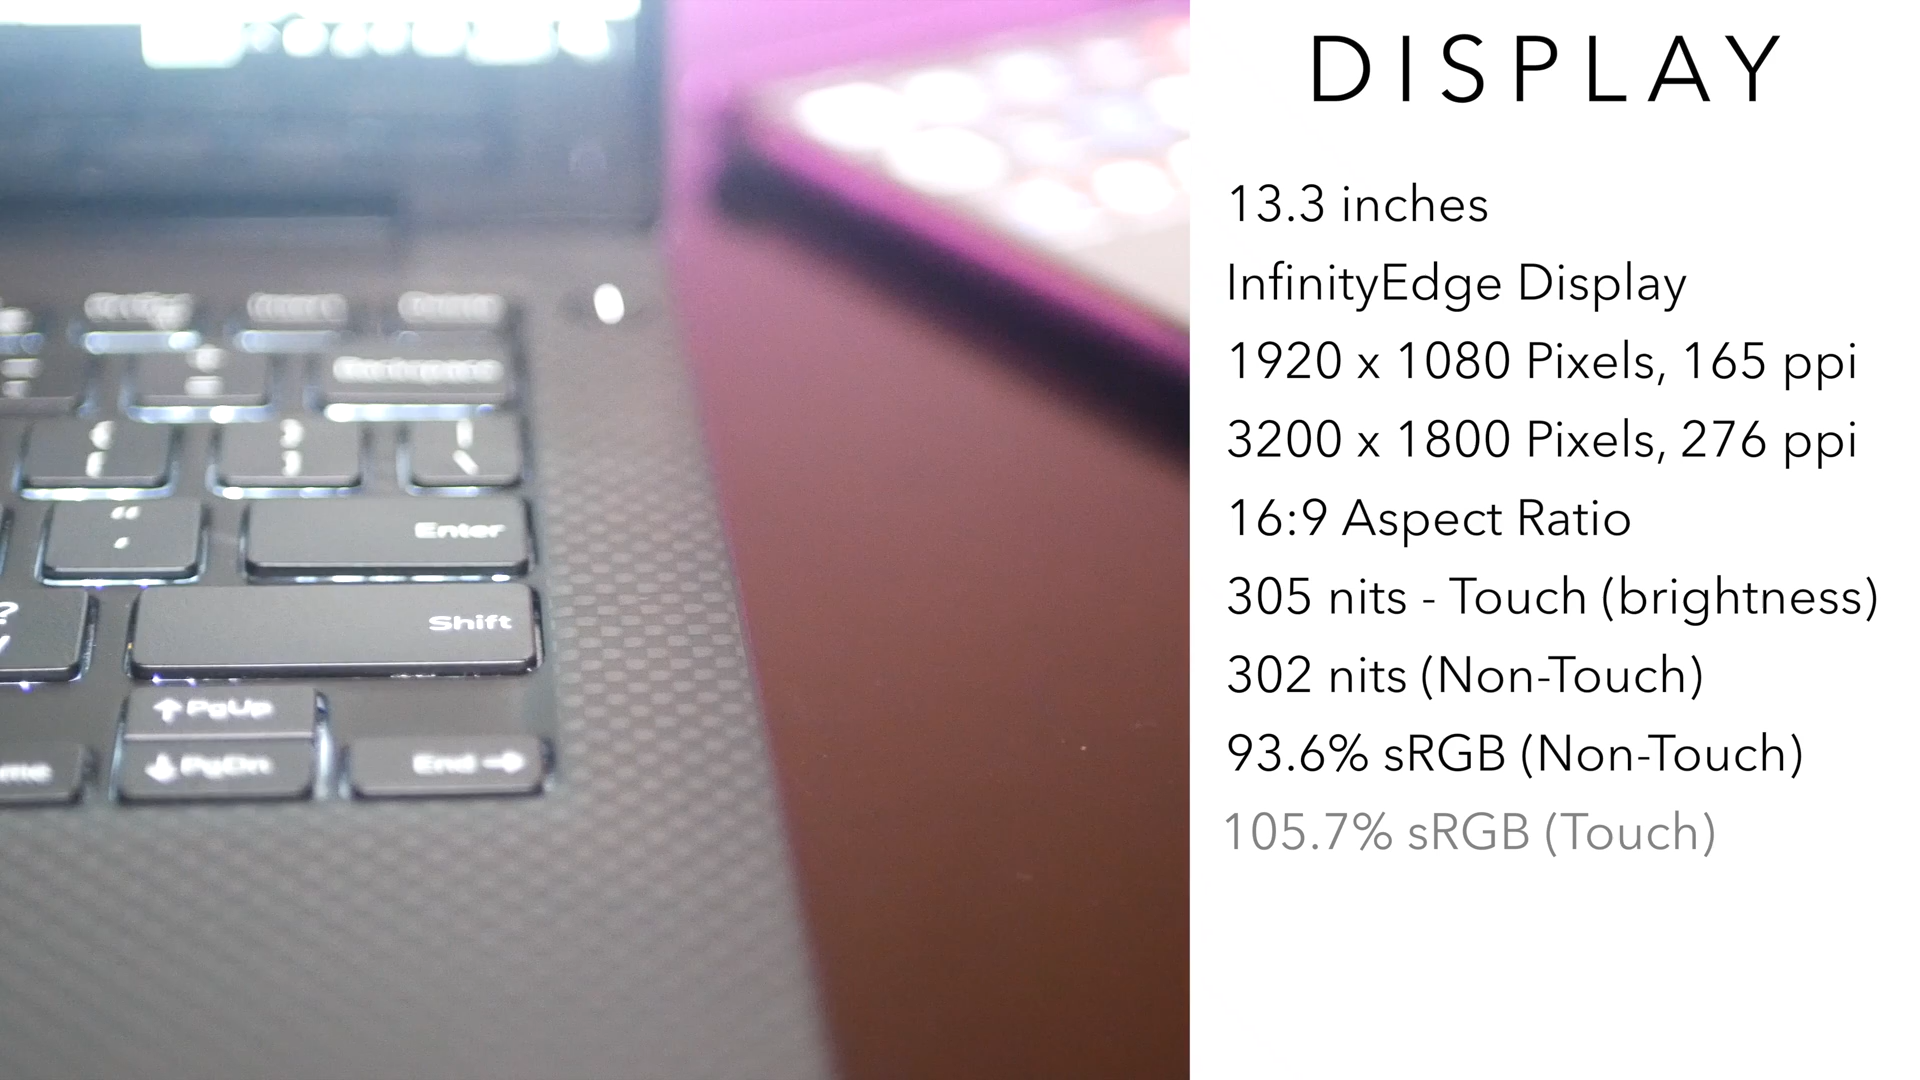 DISPLAY
13.3 inches
InfinityEdge Display
1920 x 1080 Pixels, 165 ppi
3200 x 1800 Pixels, 276 ppi
16:9 Aspect Ratio
305 nits - Touch (brightness)
302 nits (Non-Touch)
93.6% sRGB (Non-Touch)
105.7% sRGB (Touch)
Backspace
Enter
Shift
PgUp
PgDn
End